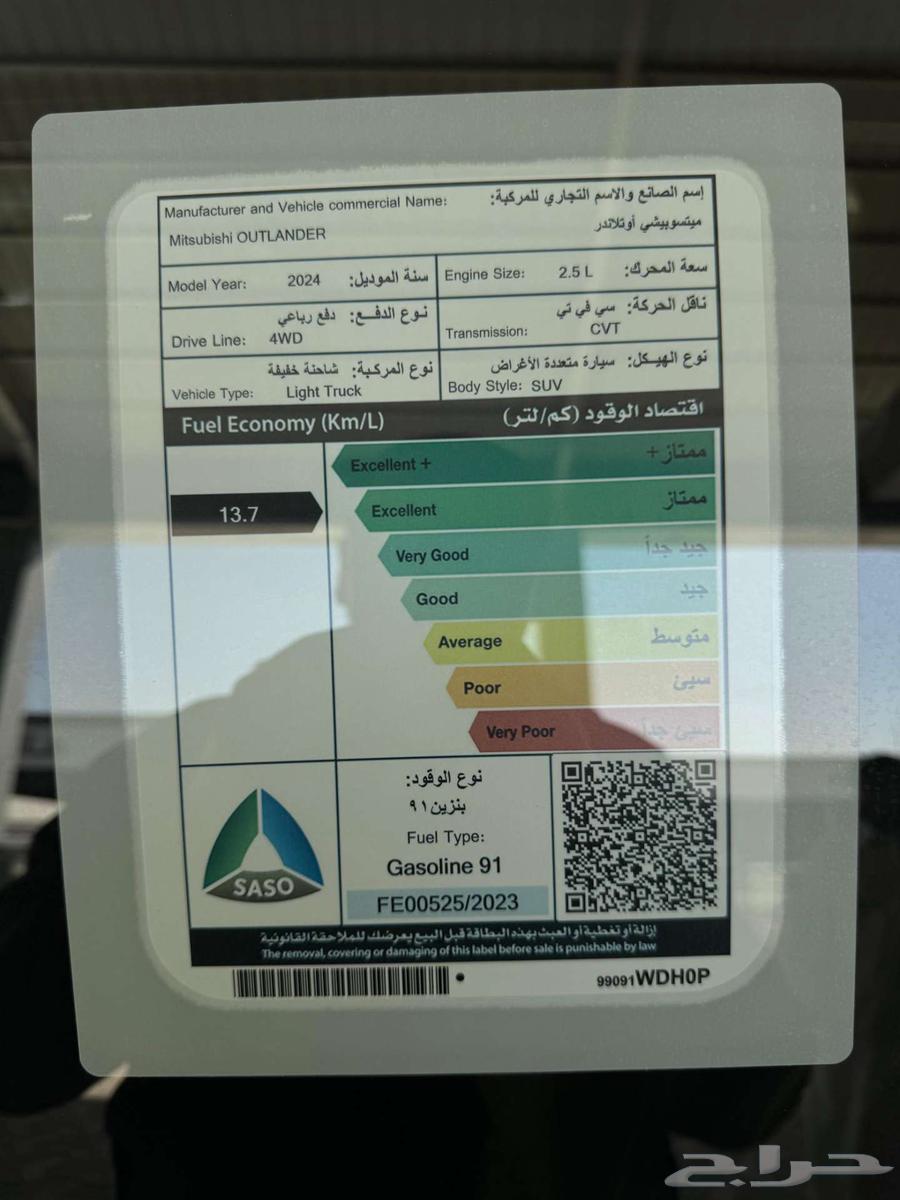 Manufacturer and Vehicle commercial Name: إسم الصانع والاسم التجاري للمركبة:
Mitsubishi OUTLANDER ميتسوبيشي أوتلاندر
Model Year: 2024 سنة الموديل:
Engine Size: 2.5 L سعة المحرك:
نوع الدفع: دفع رباعي
Drive Line: 4WD
ناقل الحركة: سي في تي
Transmission: CVT
نوع المركبة: شاحنة خفيفة
Vehicle Type: Light Truck
نوع الهيكل: سيارة متعددة الأغراض
Body Style: SUV
Fuel Economy (Km/L) اقتصاد الوقود (كم/لتر)
Excellent + ممتاز+
13.7
Excellent ممتاز
Very Good جيد جداً
Good جيد
Average متوسط
Poor سيئ
Very Poor سيئ جداً
SASO
نوع الوقود:
بنزين ٩١
Fuel Type:
Gasoline 91
FE00525/2023
إزالة أو تغطية أو العبث بهذه البطاقة قبل البيع يعرضك للملاحقة القانونية
The removal, covering or damaging of this label before sale is punishable by law
99091WDH0P
حراج